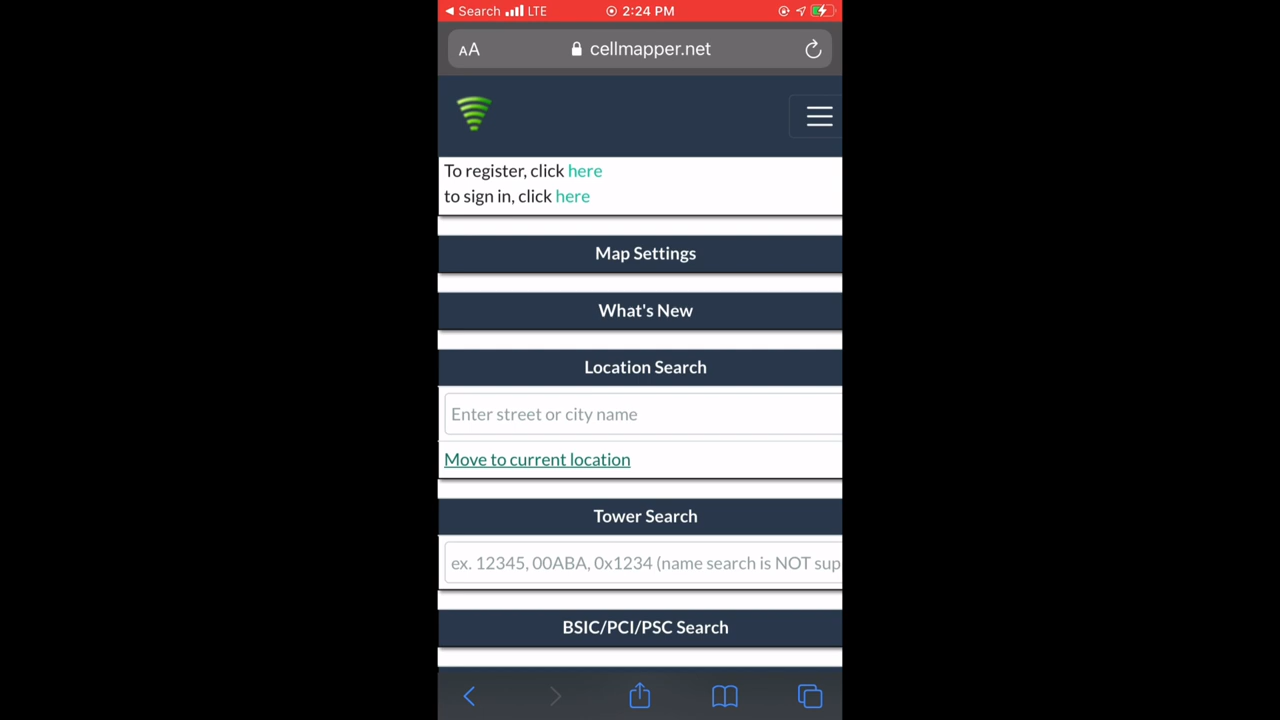 Search LTE 2:24 PM
AA cellmapper.net
To register, click here
to sign in, click here
Map Settings
What's New
Location Search
Enter street or city name
Move to current location
Tower Search
ex. 12345, 00ABA, 0x1234 (name search is NOT sup
BSIC/PCI/PSC Search